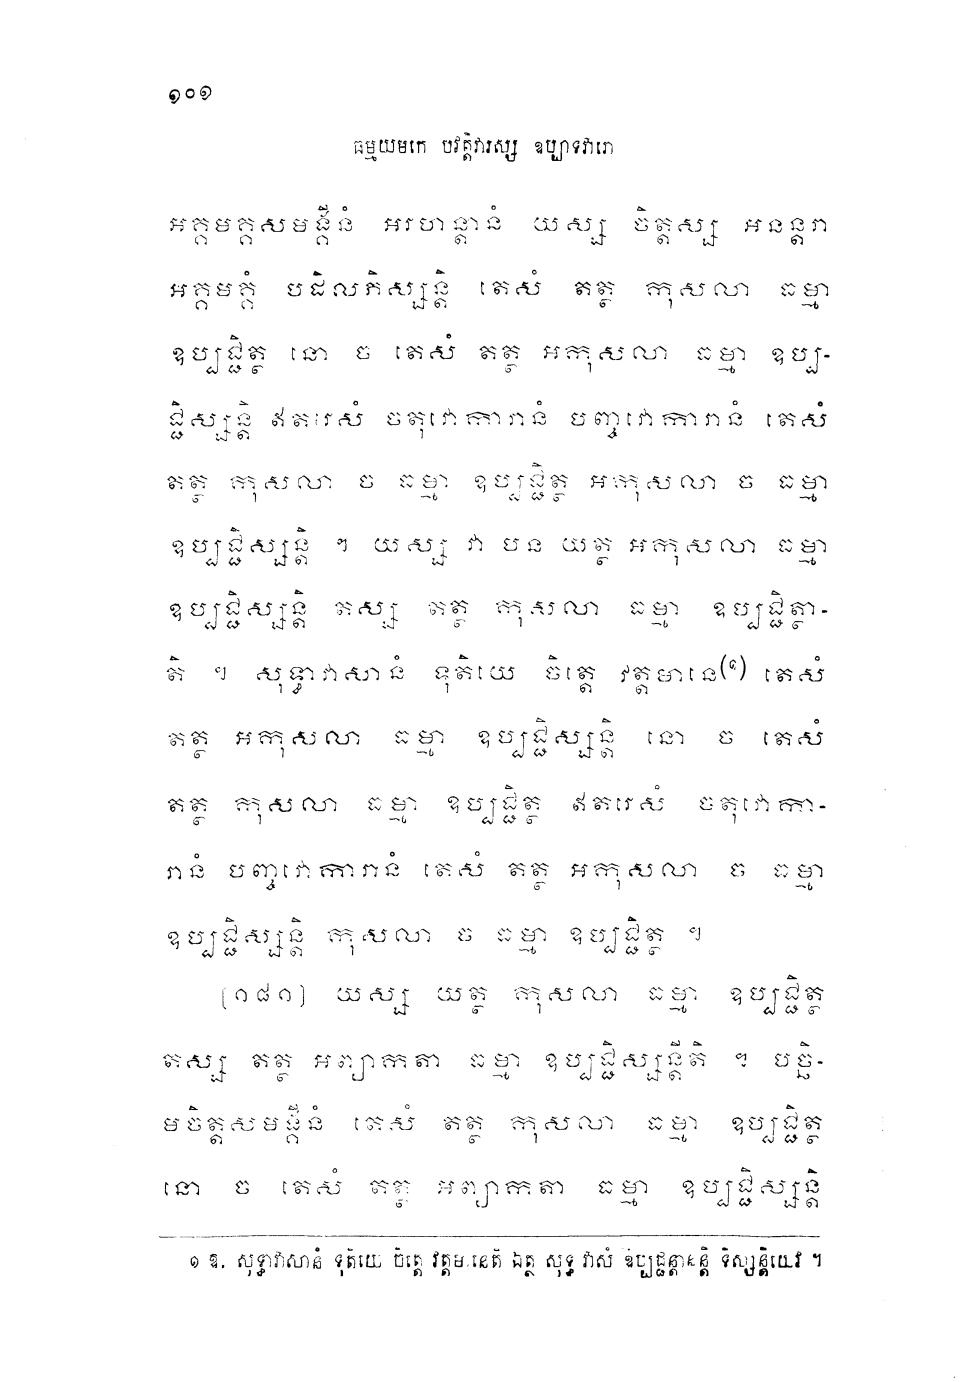 ១០១
ធម្មយមកេ បវត្តិវារស្ស ឧប្បាទវារោ
អគ្គមគ្គសមង្គីនំ អរហន្តានំ យស្ស ចិត្តស្ស អនន្តរា
អគ្គមគ្គំ បដិលភិស្សន្តិ តេសំ តត្ថ កុសលា ធម្មា
ឧប្បជ្ជិត្ថ នោ ច តេសំ តត្ថ អកុសលា ធម្មា ឧប្ប-
ជ្ជិស្សន្តិ ឥតរេសំ ចតុវោការានំ បញ្ចវោការានំ តេសំ
តត្ថ កុសលា ច ធម្មា ឧប្បជ្ជិត្ថ អកុសលា ច ធម្មា
ឧប្បជ្ជិស្សន្តិ ។ យស្ស វា បន យត្ថ អកុសលា ធម្មា
ឧប្បជ្ជិស្សន្តិ តស្ស តត្ថ កុសលា ធម្មា ឧប្បជ្ជិត្ថា-
តិ ។ សុទ្ធាវាសានំ ទុតិយេ ចិត្តេ វត្តមានេ(១) តេសំ
តត្ថ អកុសលា ធម្មា ឧប្បជ្ជិស្សន្តិ នោ ច តេសំ
តត្ថ កុសលា ធម្មា ឧប្បជ្ជិត្ថ ឥតរេសំ ចតុវោកា-
រានំ បញ្ចវោការានំ តេសំ តត្ថ អកុសលា ច ធម្មា
ឧប្បជ្ជិស្សន្តិ កុសលា ច ធម្មា ឧប្បជ្ជិត្ថ ។
[១៨១] យស្ស យត្ថ កុសលា ធម្មា ឧប្បជ្ជិត្ថ
តស្ស តត្ថ អព្យាកតា ធម្មា ឧប្បជ្ជិស្សន្តីតិ ។ បច្ឆិ-
មចិត្តសមង្គីនំ តេសំ តត្ថ កុសលា ធម្មា ឧប្បជ្ជិត្ថ
នោ ច តេសំ តត្ថ អព្យាកតា ធម្មា ឧប្បជ្ជិស្សន្តិ
១ ឱ. សុទ្ធាវាសានំ ទុតិយេ ចិត្តេ វត្តមានេតិ ឯត្ថ